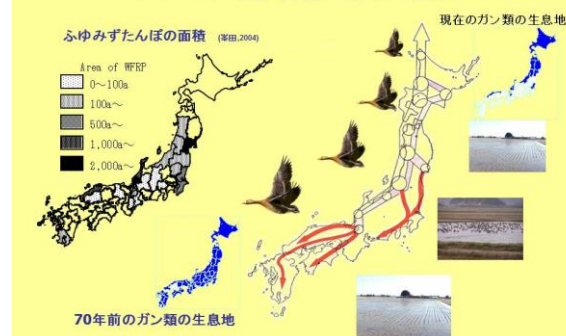 ふゆみずたんぼの面積 (峯田,2004)
現在のガン類の生息地
Area of WFRP
0～100a
100a～
500a～
1,000a～
2,000a～
70年前のガン類の生息地